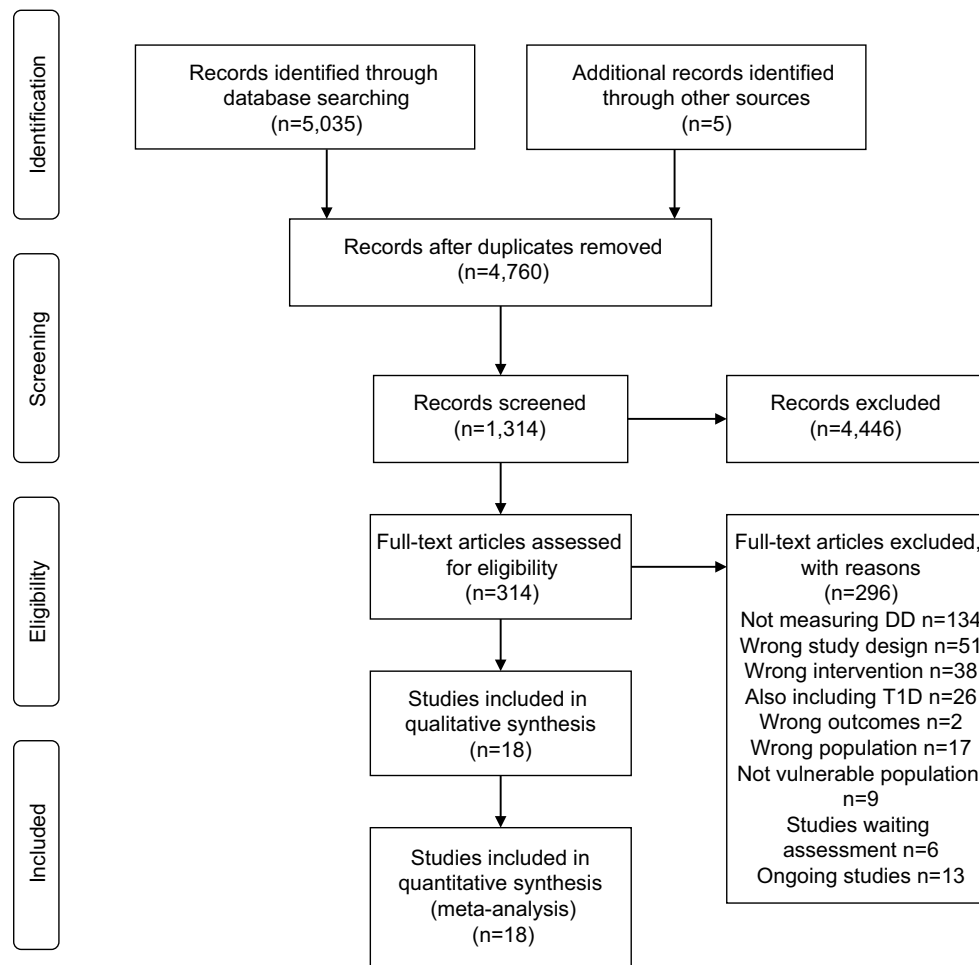 Identification
Records identified through
database searching
(n=5,035)
Additional records identified
through other sources
(n=5)
Records after duplicates removed
(n=4,760)
Screening
Records screened
(n=1,314)
Records excluded
(n=4,446)
Eligibility
Full-text articles assessed
for eligibility
(n=314)
Full-text articles excluded,
with reasons
(n=296)
Not measuring DD n=134
Wrong study design n=51
Wrong intervention n=38
Also including T1D n=26
Wrong outcomes n=2
Wrong population n=17
Not vulnerable population
n=9
Studies waiting
assessment n=6
Ongoing studies n=13
Studies included in
qualitative synthesis
(n=18)
Included
Studies included in
quantitative synthesis
(meta-analysis)
(n=18)